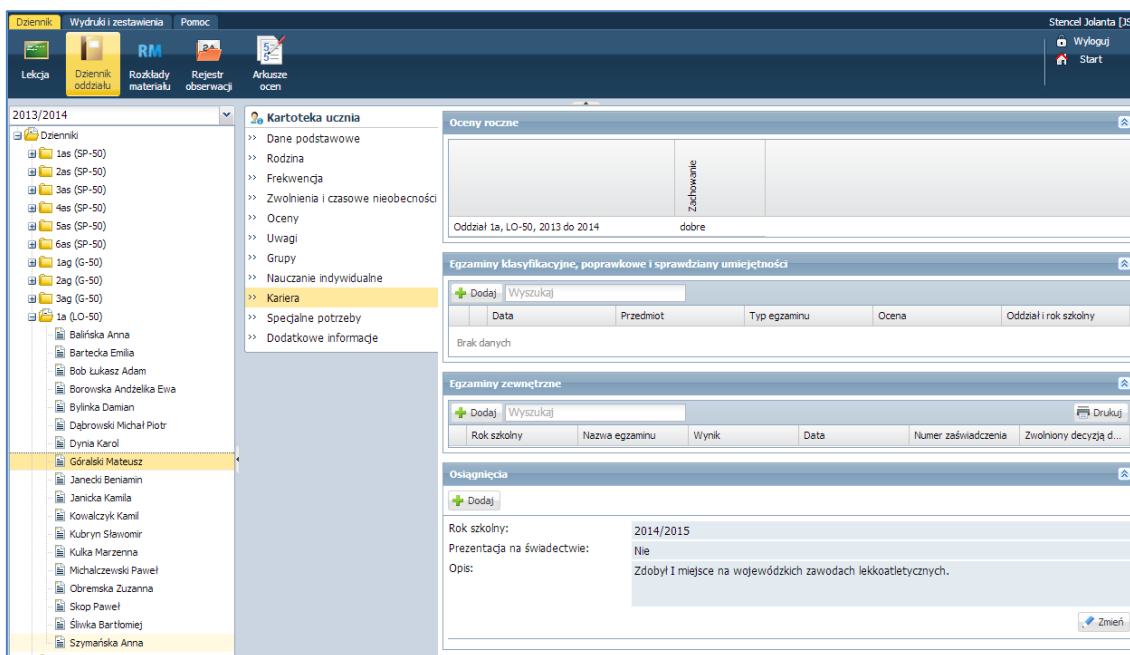 Dziennik Wydruki i zestawienia Pomoc Stencel Jolanta [JS
Lekcja
Dziennik oddziału
RM
Rozkłady materiału
Rejestr obserwacji
Arkusze ocen
Wyloguj
Start
2013/2014
Dzienniki
1as (SP-50)
2as (SP-50)
3as (SP-50)
4as (SP-50)
5as (SP-50)
6as (SP-50)
1ag (G-50)
2ag (G-50)
3ag (G-50)
1a (LO-50)
Balińska Anna
Bartecka Emilia
Bob Łukasz Adam
Borowska Andżelika Ewa
Bylinka Damian
Dąbrowski Michał Piotr
Dynia Karol
Góralski Mateusz
Janecki Beniamin
Janicka Kamila
Kowalczyk Kamil
Kubryn Sławomir
Kulka Marzenna
Michalczewski Paweł
Obremska Zuzanna
Skop Paweł
Śliwka Bartłomiej
Szymańska Anna
Kartoteka ucznia
>> Dane podstawowe
>> Rodzina
>> Frekwencja
>> Zwolnienia i czasowe nieobecności
>> Oceny
>> Uwagi
>> Grupy
>> Nauczanie indywidualne
>> Kariera
>> Specjalne potrzeby
>> Dodatkowe informacje
Oceny roczne
Zachowanie
Oddział 1a, LO-50, 2013 do 2014 dobre
Egzaminy klasyfikacyjne, poprawkowe i sprawdziany umiejętności
Dodaj Wyszukaj
Data Przedmiot Typ egzaminu Ocena Oddział i rok szkolny
Brak danych
Egzaminy zewnętrzne
Dodaj Wyszukaj Drukuj
Rok szkolny Nazwa egzaminu Wynik Data Numer zaświadczenia Zwolniony decyzją d...
Osiągnięcia
Dodaj
Rok szkolny: 2014/2015
Prezentacja na świadectwie: Nie
Opis: Zdobył I miejsce na wojewódzkich zawodach lekkoatletycznych.
Zmień